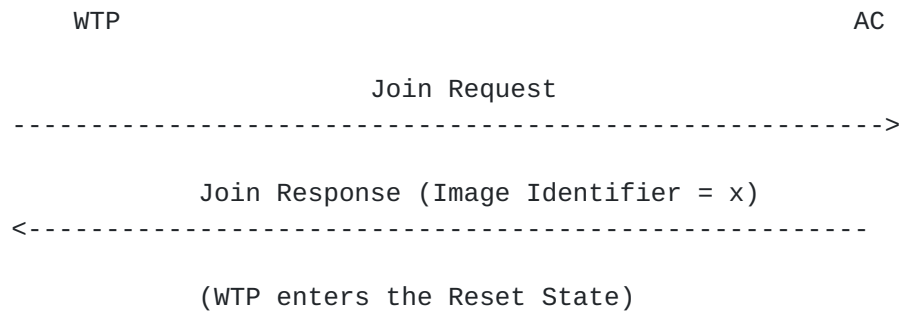 WTP AC
Join Request
-------------------------------------------------------->
Join Response (Image Identifier = x)
<------------------------------------------------------
(WTP enters the Reset State)